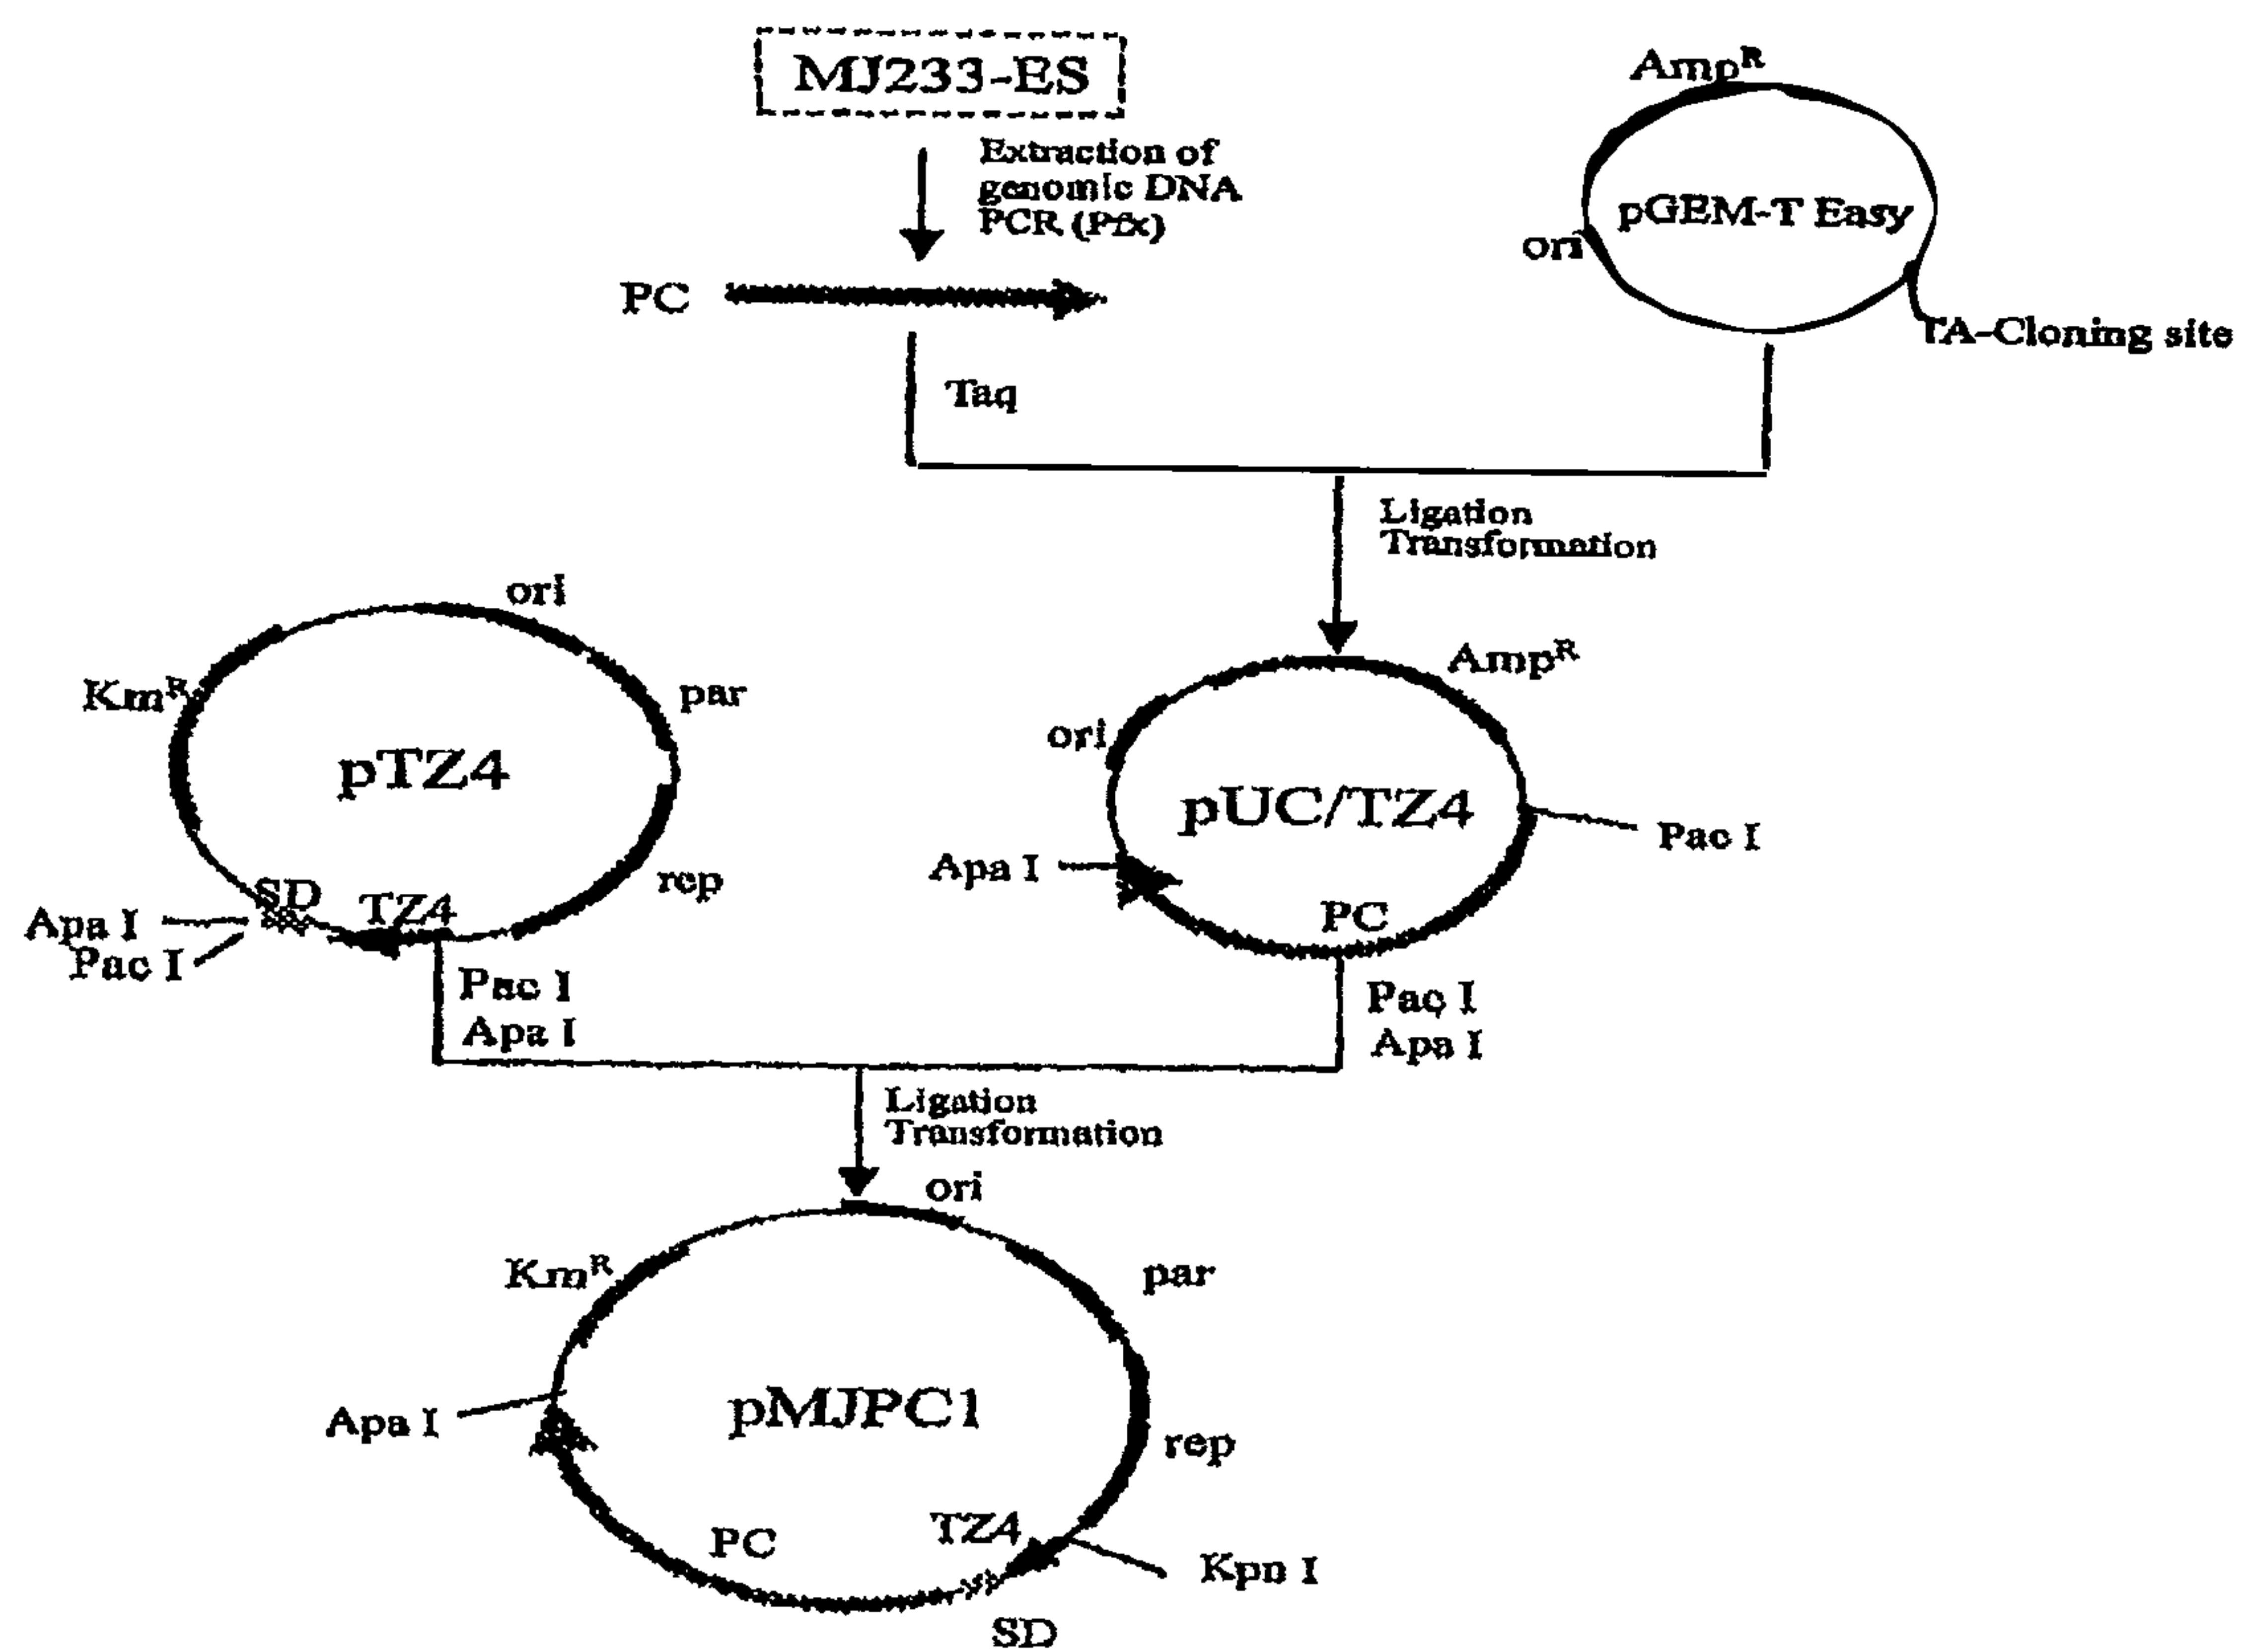 MJ233-ES
Extraction of
genomic DNA
PCR (Pfx)
PC
Taq
Amp^R
pGEM-T Easy
ori
TA-Cloning site
Ligation
Transformation
ori
Km^R
par
pTZ4
rep
SD
TZ4
Apa I
Pac I
Pac I
Apa I
Amp^R
ori
pUC/TZ4
Pac I
Apa I
PC
Pac I
Apa I
Ligation
Transformation
ori
Km^R
par
pMJPC1
Apa I
rep
TZ4
PC
Kpn I
SD